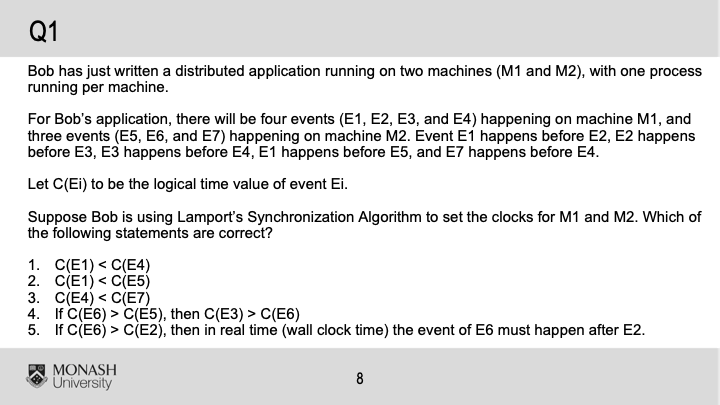 Q1
Bob has just written a distributed application running on two machines (M1 and M2), with one process
running per machine.
For Bob's application, there will be four events (E1, E2, E3, and E4) happening on machine M1, and
three events (E5, E6, and E7) happening on machine M2. Event E1 happens before E2, E2 happens
before E3, E3 happens before E4, E1 happens before E5, and E7 happens before E4.
Let C(Ei) to be the logical time value of event Ei.
Suppose Bob is using Lamport's Synchronization Algorithm to set the clocks for M1 and M2. Which of
the following statements are correct?
1. C(E1) < C(E4)
2. C(E1) < C(E5)
3. C(E4) < C(E7)
4. If C(E6) > C(E5), then C(E3) > C(E6)
5. If C(E6) > C(E2), then in real time (wall clock time) the event of E6 must happen after E2.
MONASH
University
8